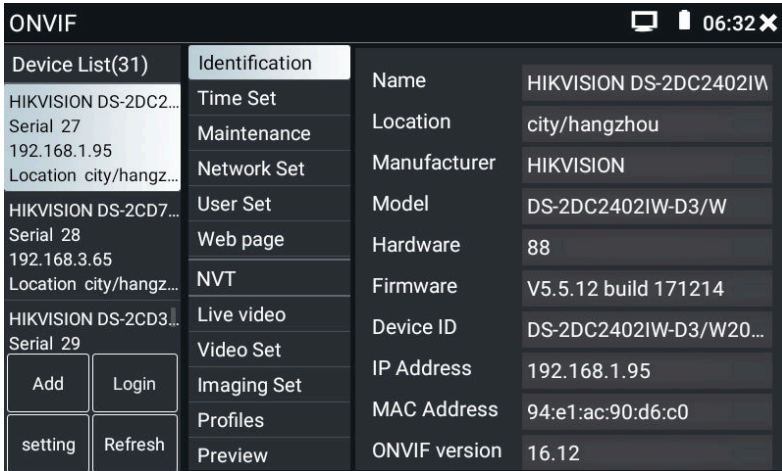 ONVIF
06:32
Device List(31)
HIKVISION DS-2DC2...
Serial 27
192.168.1.95
Location city/hangz...
HIKVISION DS-2CD7...
Serial 28
192.168.3.65
Location city/hangz...
HIKVISION DS-2CD3...
Serial 29
Add
Login
setting
Refresh
Identification
Time Set
Maintenance
Network Set
User Set
Web page
NVT
Live video
Video Set
Imaging Set
Profiles
Preview
Name HIKVISION DS-2DC2402IW
Location city/hangzhou
Manufacturer HIKVISION
Model DS-2DC2402IW-D3/W
Hardware 88
Firmware V5.5.12 build 171214
Device ID DS-2DC2402IW-D3/W20...
IP Address 192.168.1.95
MAC Address 94:e1:ac:90:d6:c0
ONVIF version 16.12